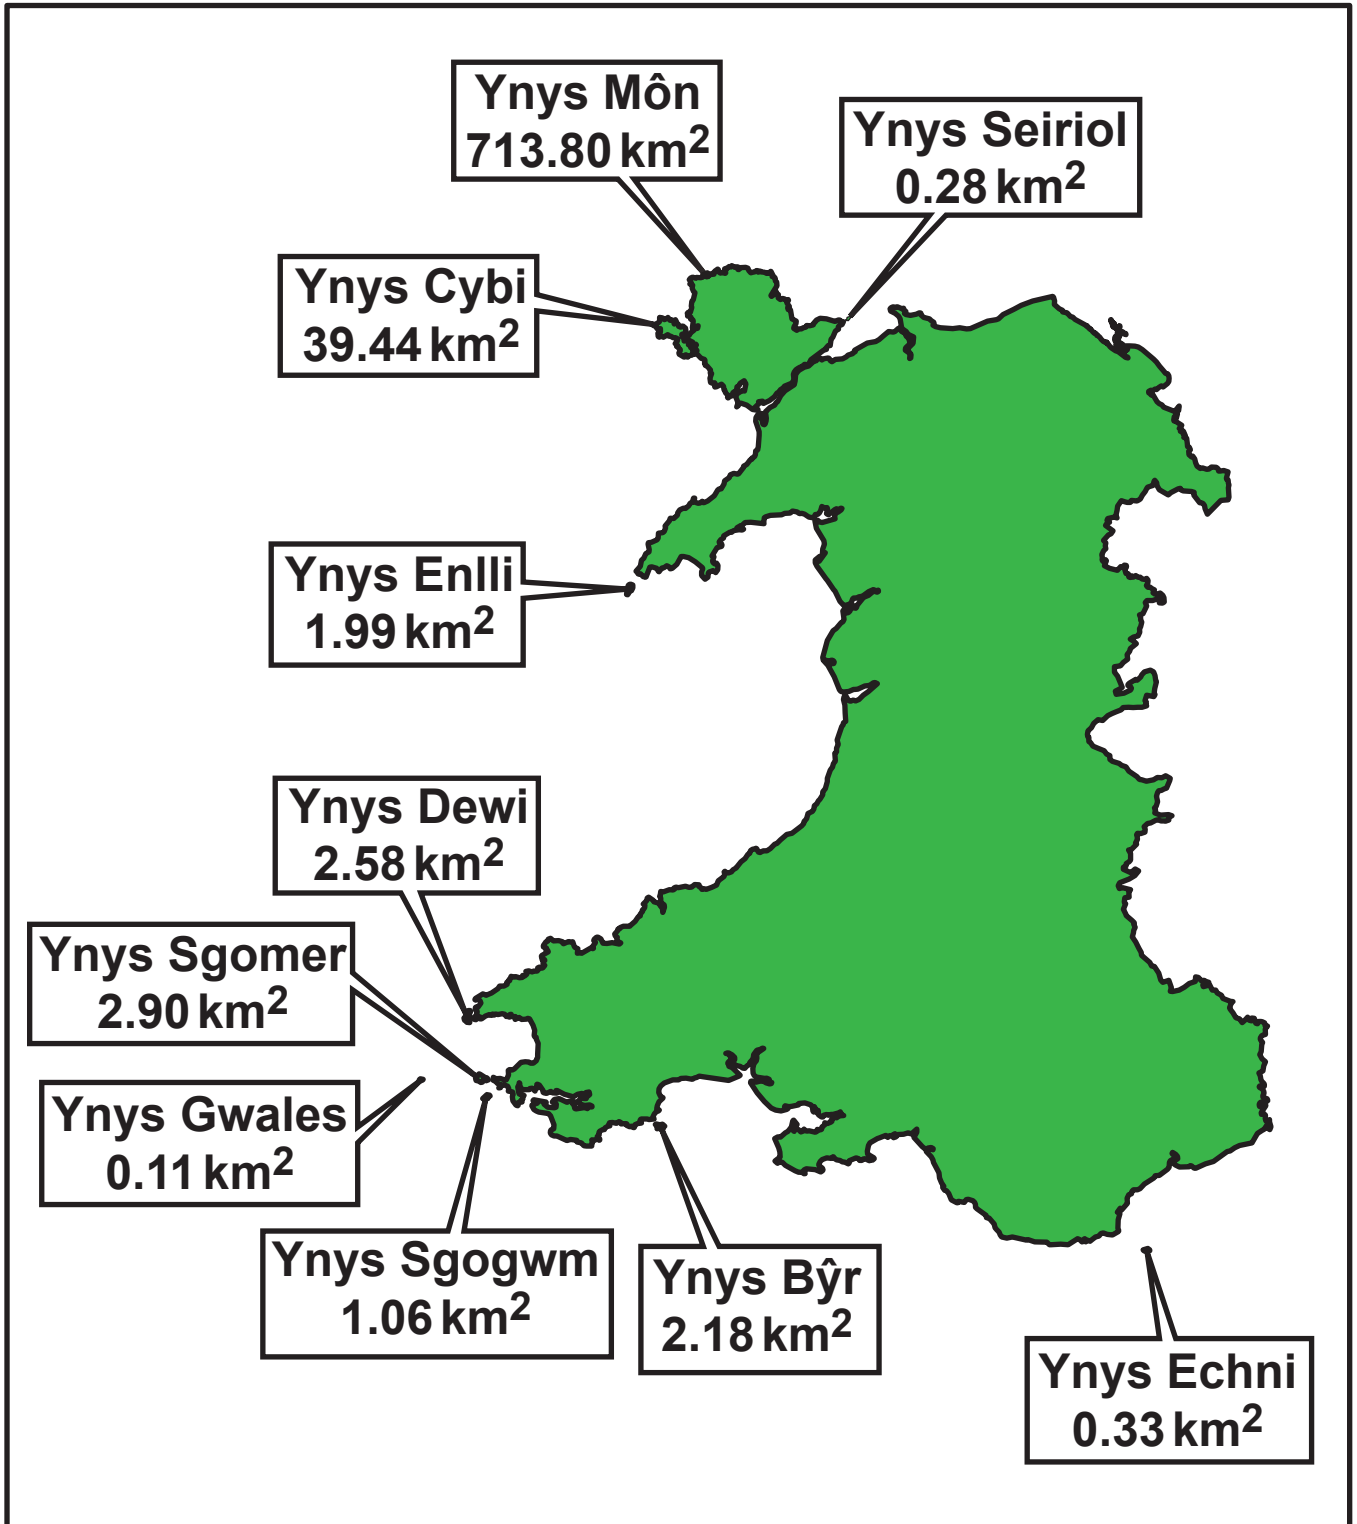 Ynys Môn
713.80 km²
Ynys Seiriol
0.28 km²
Ynys Cybi
39.44 km²
Ynys Enlli
1.99 km²
Ynys Dewi
2.58 km²
Ynys Sgomer
2.90 km²
Ynys Gwales
0.11 km²
Ynys Sgogwm
1.06 km²
Ynys Bŷr
2.18 km²
Ynys Echni
0.33 km²